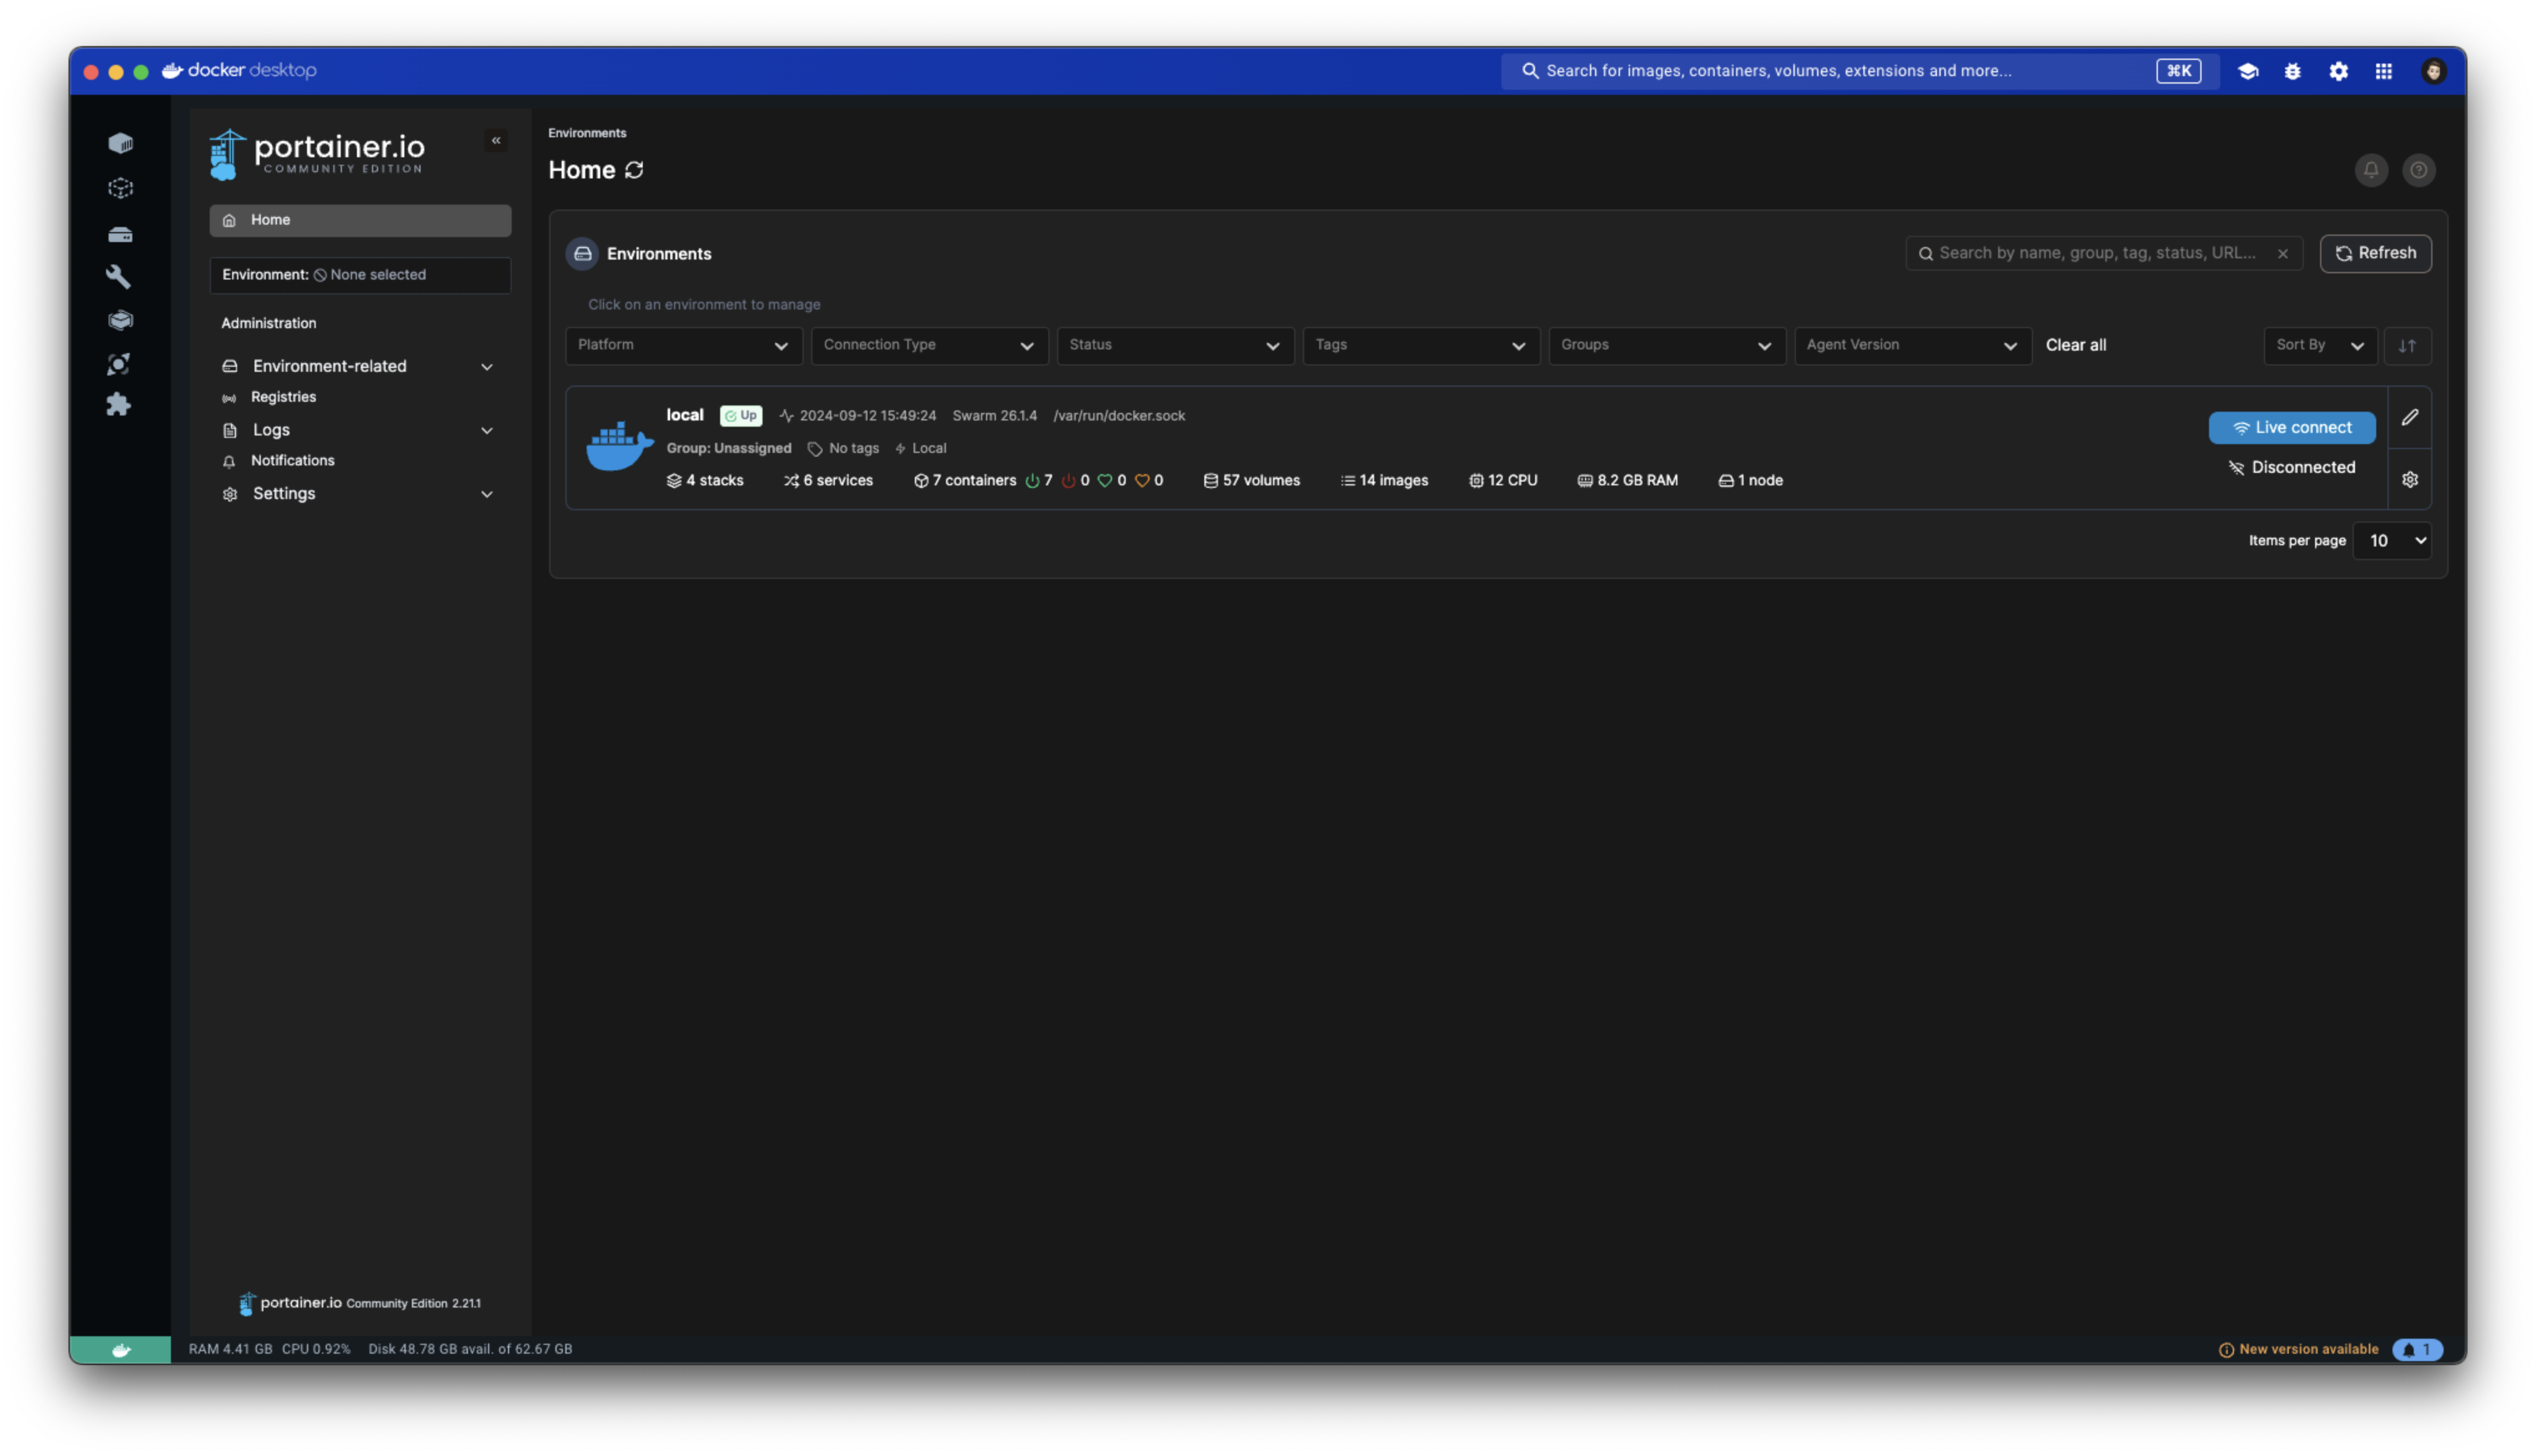 docker desktop
Search for images, containers, volumes, extensions and more...
⌘K
portainer.io
COMMUNITY EDITION
«
Home
Environment: None selected
Administration
Environment-related
Registries
Logs
Notifications
Settings
Environments
Home
Environments
Search by name, group, tag, status, URL...
Refresh
Click on an environment to manage
Platform
Connection Type
Status
Tags
Groups
Agent Version
Clear all
Sort By
local Up 2024-09-12 15:49:24 Swarm 26.1.4 /var/run/docker.sock
Group: Unassigned No tags Local
4 stacks 6 services 7 containers 7 0 0 0 57 volumes 14 images 12 CPU 8.2 GB RAM 1 node
Live connect
Disconnected
Items per page 10
portainer.io Community Edition 2.21.1
RAM 4.41 GB CPU 0.92% Disk 48.78 GB avail. of 62.67 GB
New version available
1